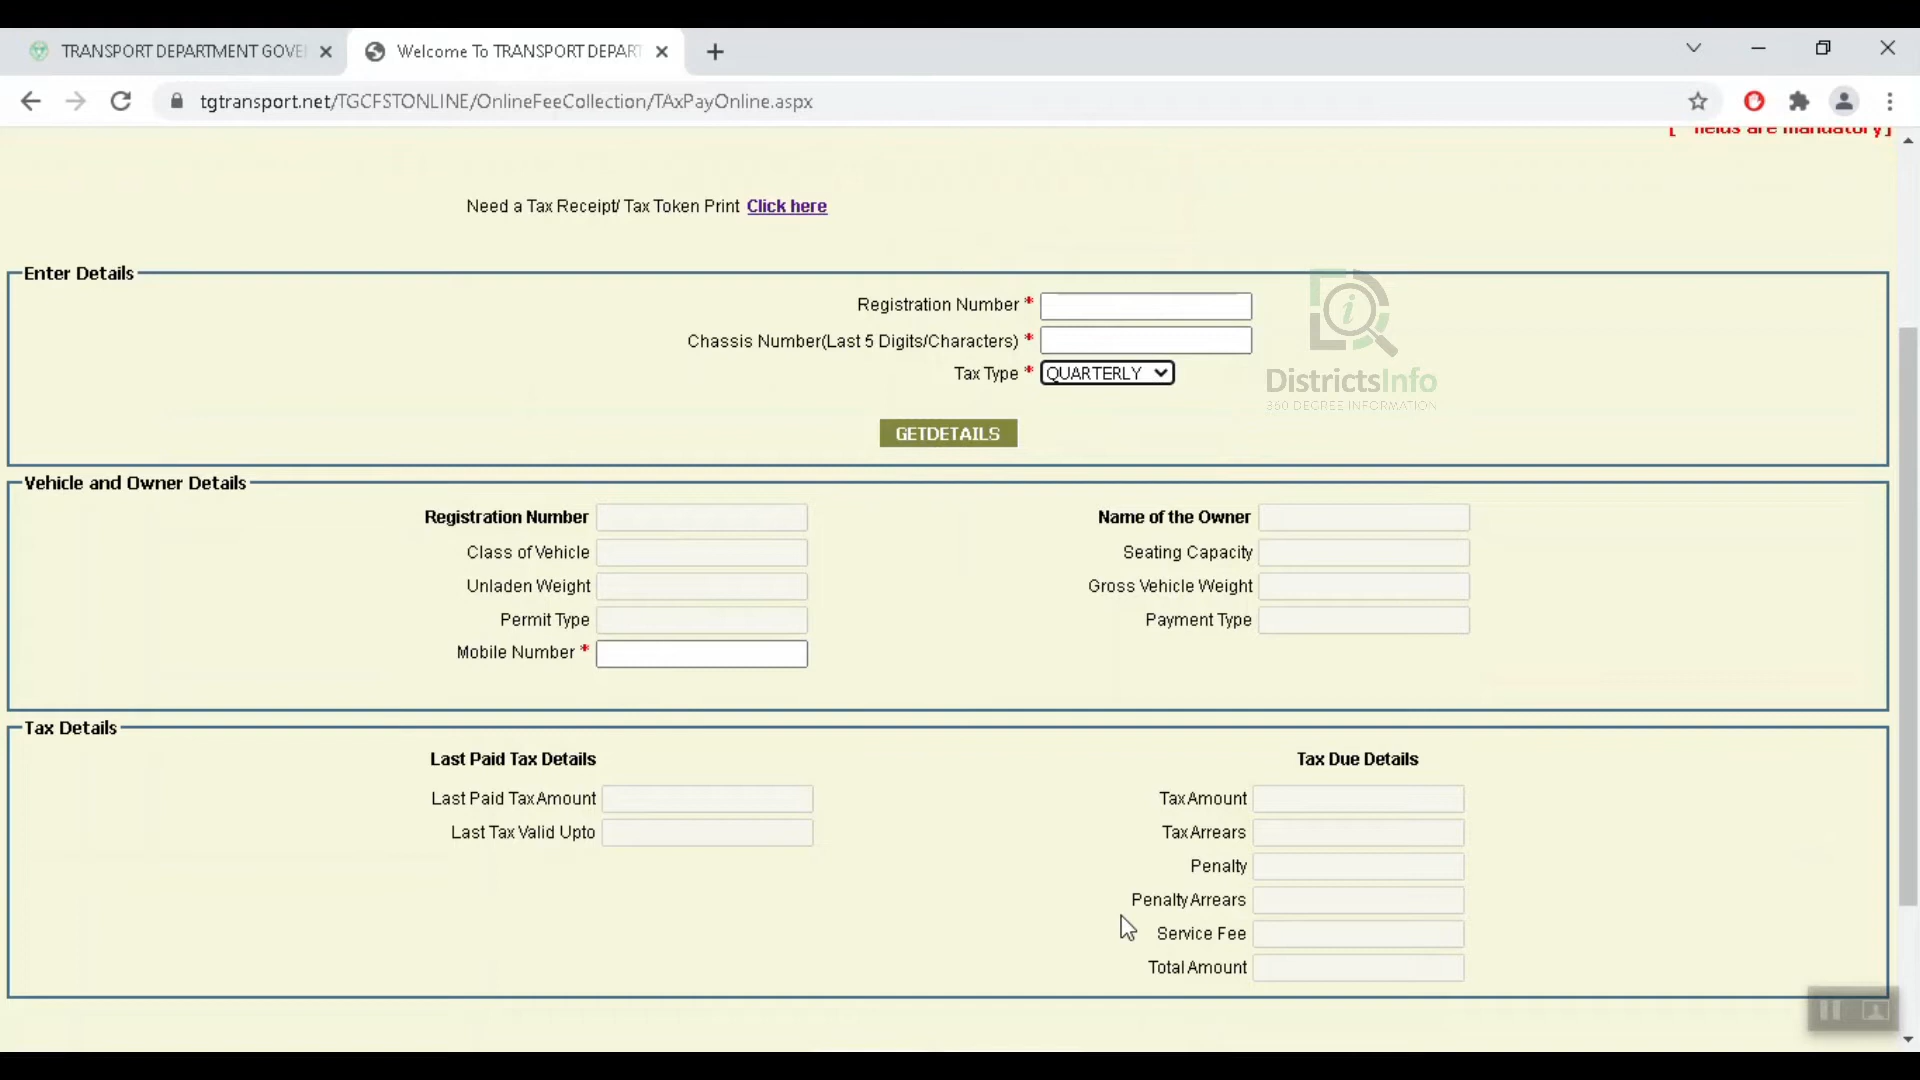 TRANSPORT DEPARTMENT GOVE
Welcome To TRANSPORT DEPART
tgtransport.net/TGCFSTONLINE/OnlineFeeCollection/TAxPayOnline.aspx
fields are mandatory]
Need a Tax Receipt/ Tax Token Print Click here
Enter Details
Registration Number *
Chassis Number(Last 5 Digits/Characters) *
Tax Type * QUARTERLY
DistrictsInfo
360 DEGREE INFORMATION
GETDETAILS
Vehicle and Owner Details
Registration Number Name of the Owner
Class of Vehicle Seating Capacity
Unladen Weight Gross Vehicle Weight
Permit Type Payment Type
Mobile Number *
Tax Details
Last Paid Tax Details Tax Due Details
Last Paid Tax Amount Tax Amount
Last Tax Valid Upto Tax Arrears
Penalty
Penalty Arrears
Service Fee
Total Amount